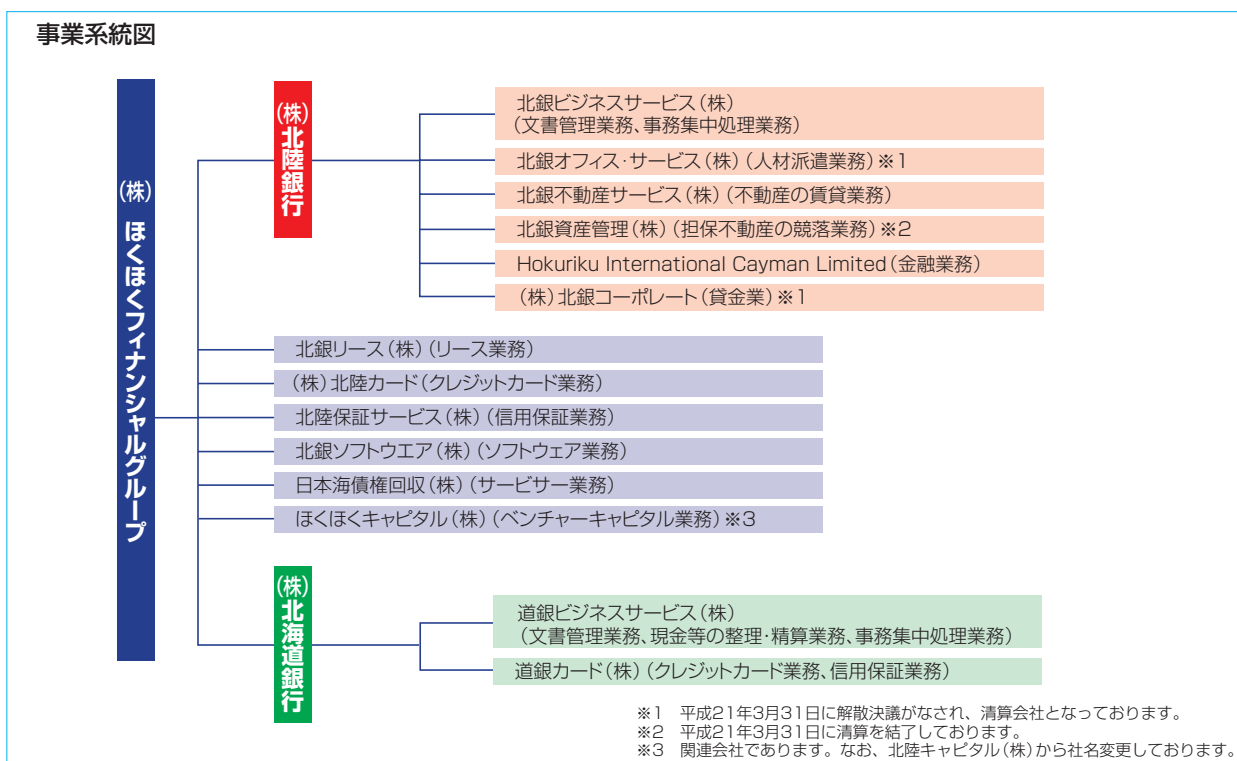 事業系統図
(株)ほくほくフィナンシャルグループ
(株)北陸銀行
北銀ビジネスサービス(株)
(文書管理業務、事務集中処理業務)
北銀オフィス・サービス(株)(人材派遣業務)※1
北銀不動産サービス(株)(不動産の賃貸業務)
北銀資産管理(株)(担保不動産の競落業務)※2
Hokuriku International Cayman Limited(金融業務)
(株)北銀コーポレート(貸金業)※1
北銀リース(株)(リース業務)
(株)北陸カード(クレジットカード業務)
北陸保証サービス(株)(信用保証業務)
北銀ソフトウエア(株)(ソフトウェア業務)
日本海債権回収(株)(サービサー業務)
ほくほくキャピタル(株)(ベンチャーキャピタル業務)※3
(株)北海道銀行
道銀ビジネスサービス(株)
(文書管理業務、現金等の整理・精算業務、事務集中処理業務)
道銀カード(株)(クレジットカード業務、信用保証業務)
※1 平成21年3月31日に解散決議がなされ、清算会社となっております。
※2 平成21年3月31日に清算を結了しております。
※3 関連会社であります。なお、北陸キャピタル(株)から社名変更しております。